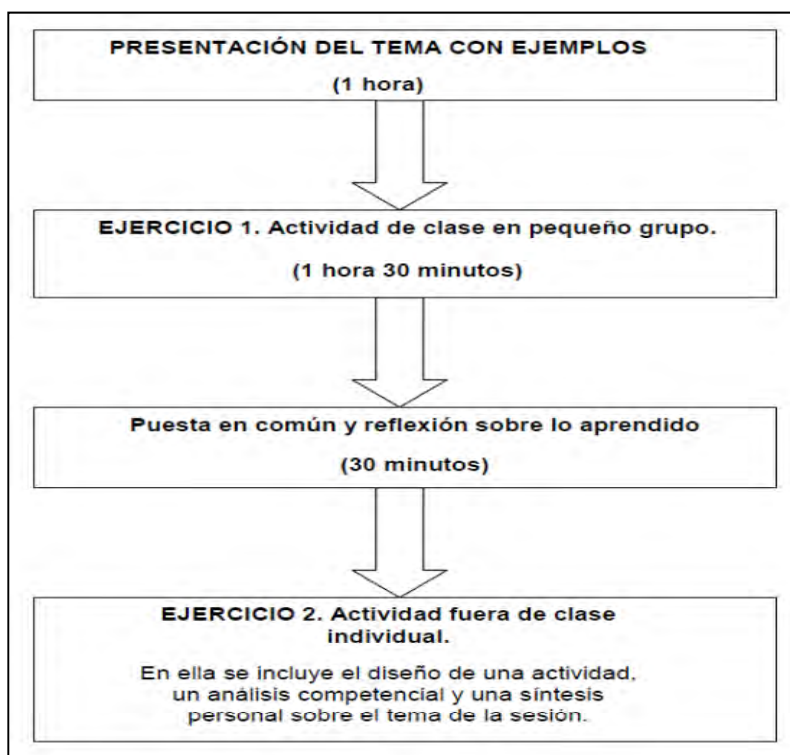 PRESENTACIÓN DEL TEMA CON EJEMPLOS
(1 hora)
EJERCICIO 1. Actividad de clase en pequeño grupo.
(1 hora 30 minutos)
Puesta en común y reflexión sobre lo aprendido
(30 minutos)
EJERCICIO 2. Actividad fuera de clase
individual.
En ella se incluye el diseño de una actividad,
un análisis competencial y una síntesis
personal sobre el tema de la sesión.